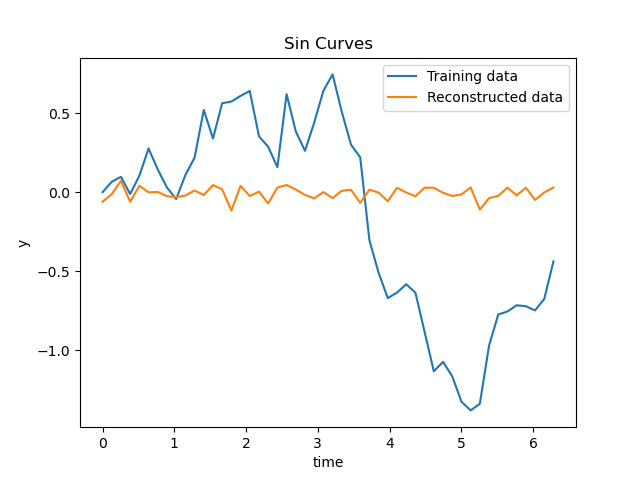 Sin Curves
Training data
Reconstructed data
0.5
0.0
−0.5
−1.0
y
0 1 2 3 4 5 6
time